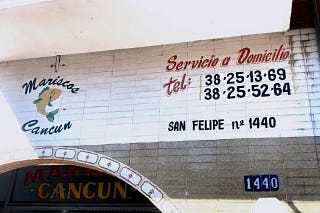 Mariscos
Cancun
Servicio a Domicilio
tel: 38·25·13·69
38·25·52·64
SAN FELIPE nº 1440
MARISCOS
CANCUN
1440